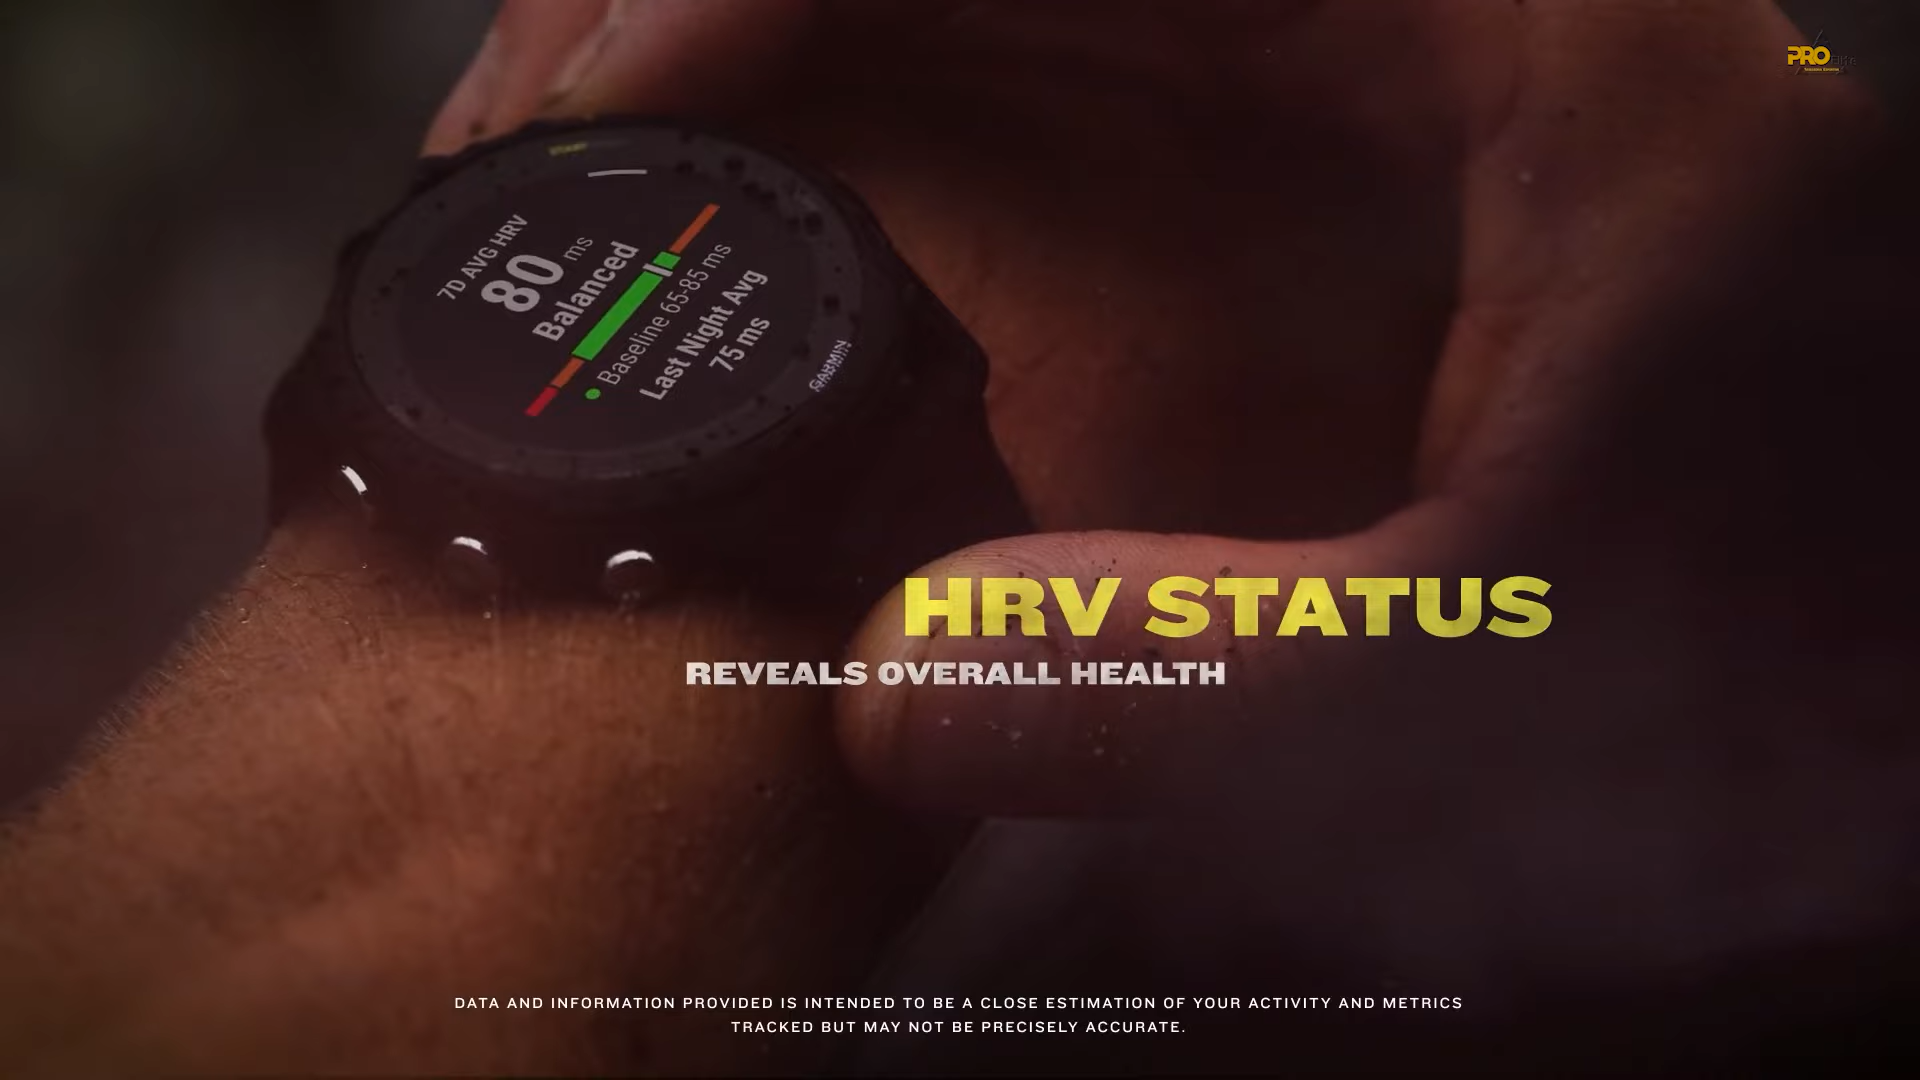 PRO
START
7D AVG HRV
80 ms
Balanced
Baseline 65-85 ms
Last Night Avg
75 ms
GARMIN
HRV STATUS
REVEALS OVERALL HEALTH
DATA AND INFORMATION PROVIDED IS INTENDED TO BE A CLOSE ESTIMATION OF YOUR ACTIVITY AND METRICS
TRACKED BUT MAY NOT BE PRECISELY ACCURATE.